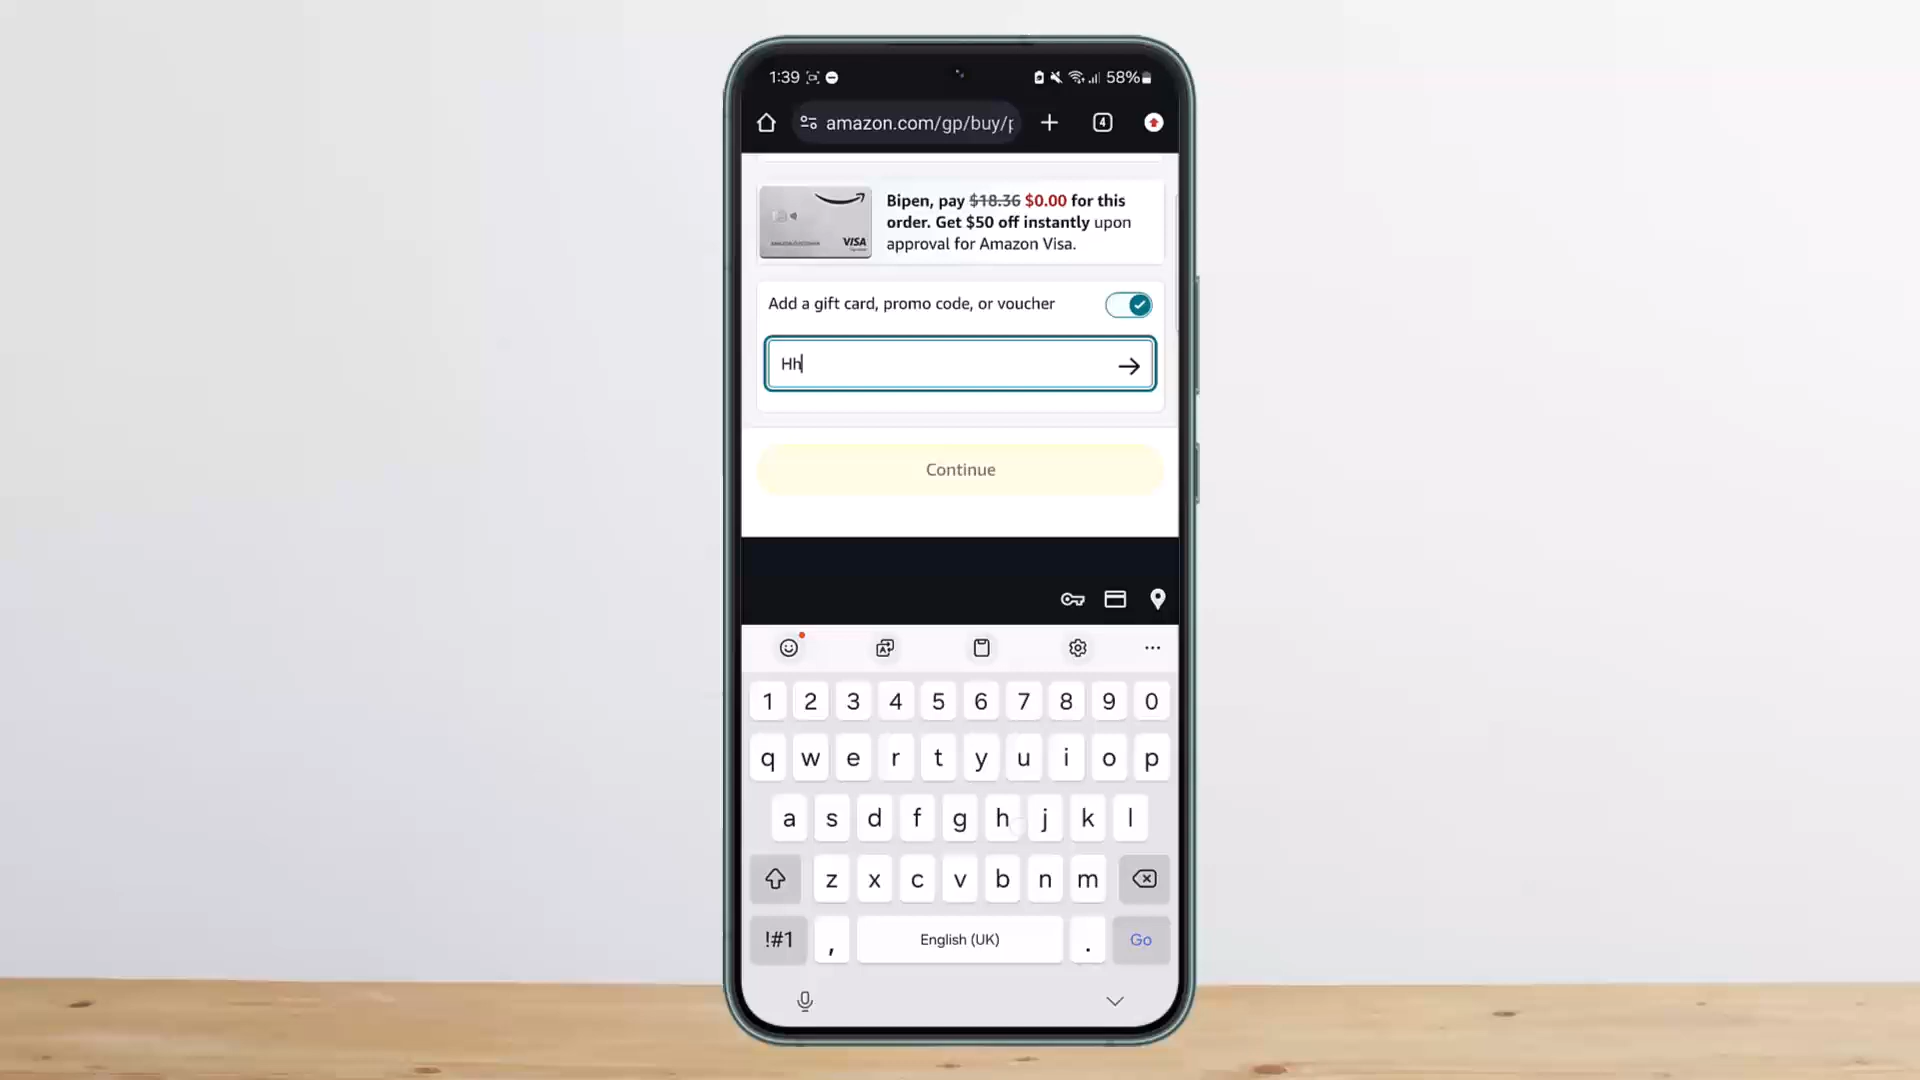 1:39
58%
amazon.com/gp/buy/p
4
Bipen, pay $18.36 $0.00 for this
order. Get $50 off instantly upon
approval for Amazon Visa.
VISA
Add a gift card, promo code, or voucher
Hh
Continue
1 2 3 4 5 6 7 8 9 0
q w e r t y u i o p
a s d f g h j k l
z x c v b n m
!#1 , English (UK) . Go